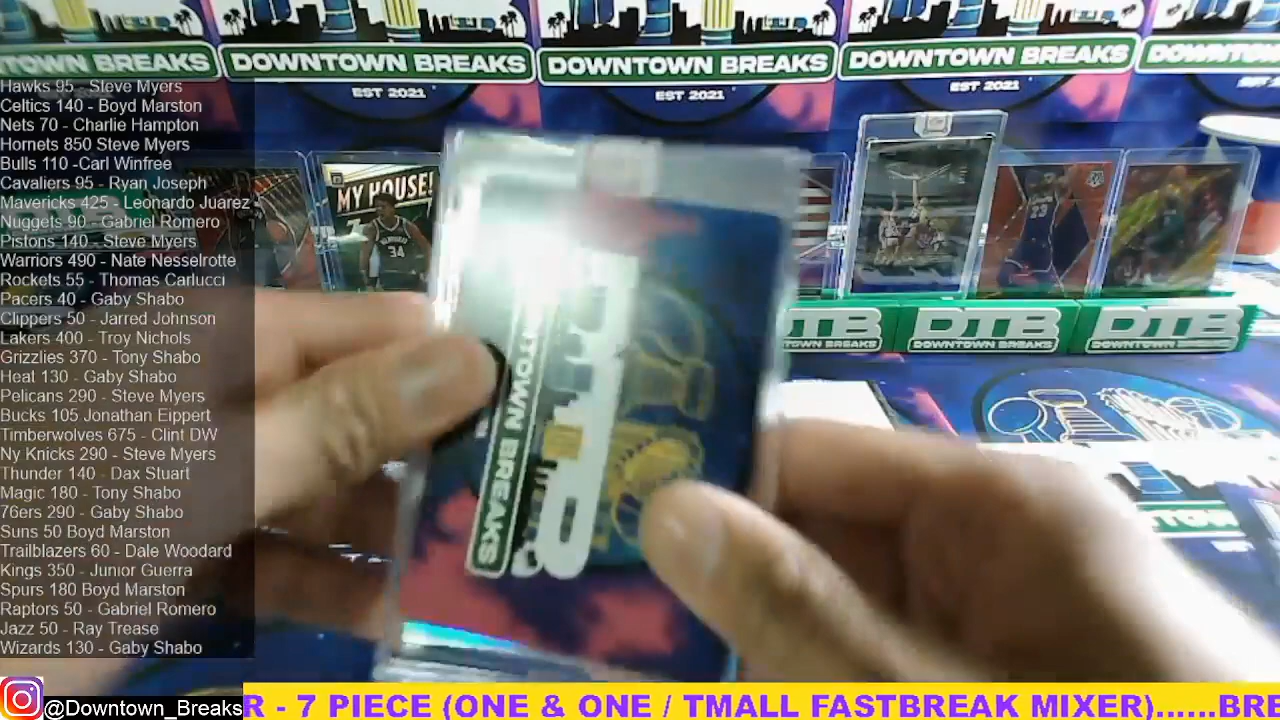 DOWNTOWN BREAKS
DOWNTOWN BREAKS
DOWNTOWN BREAKS
DOWNTOWN BREAKS
EST 2021
EST 2021
EST 2021
Hawks 95 - Steve Myers
Celtics 140 - Boyd Marston
Nets 70 - Charlie Hampton
Hornets 850 Steve Myers
Bulls 110 -Carl Winfree
Cavaliers 95 - Ryan Joseph
Mavericks 425 - Leonardo Juarez
Nuggets 90 - Gabriel Romero
Pistons 140 - Steve Myers
Warriors 490 - Nate Nesselrotte
Rockets 55 - Thomas Carlucci
Pacers 40 - Gaby Shabo
Clippers 50 - Jarred Johnson
Lakers 400 - Troy Nichols
Grizzlies 370 - Tony Shabo
Heat 130 - Gaby Shabo
Pelicans 290 - Steve Myers
Bucks 105 Jonathan Eippert
Timberwolves 675 - Clint DW
Ny Knicks 290 - Steve Myers
Thunder 140 - Dax Stuart
Magic 180 - Tony Shabo
76ers 290 - Gaby Shabo
Suns 50 Boyd Marston
Trailblazers 60 - Dale Woodard
Kings 350 - Junior Guerra
Spurs 180 Boyd Marston
Raptors 50 - Gabriel Romero
Jazz 50 - Ray Trease
Wizards 130 - Gaby Shabo
MY HOUSE!
34
23
DTB
DOWNTOWN BREAKS
DTB
DOWNTOWN BREAKS
DTB
DOWNTOWN BREAKS
TOWN BREAKS
@Downtown_Breaks
R - 7 PIECE (ONE & ONE / TMALL FASTBREAK MIXER)......BRE